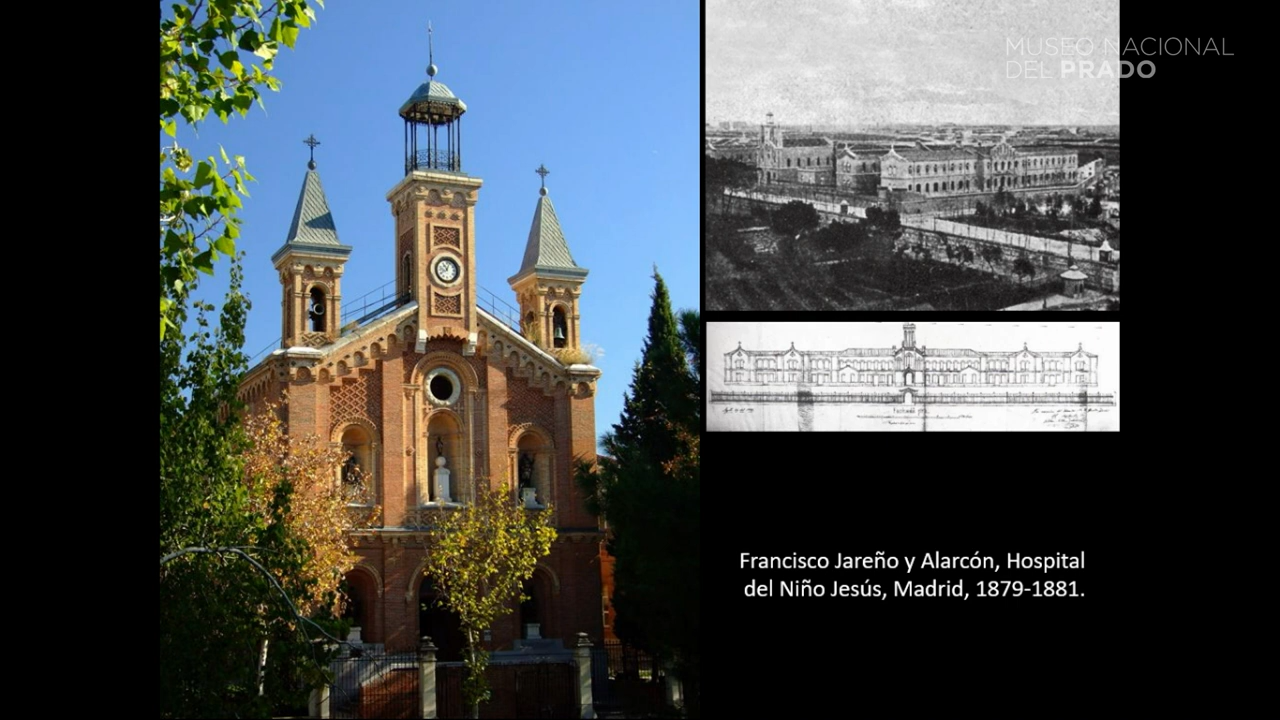 MUSEO NACIONAL
DEL PRADO
Francisco Jareño y Alarcón, Hospital
del Niño Jesús, Madrid, 1879-1881.